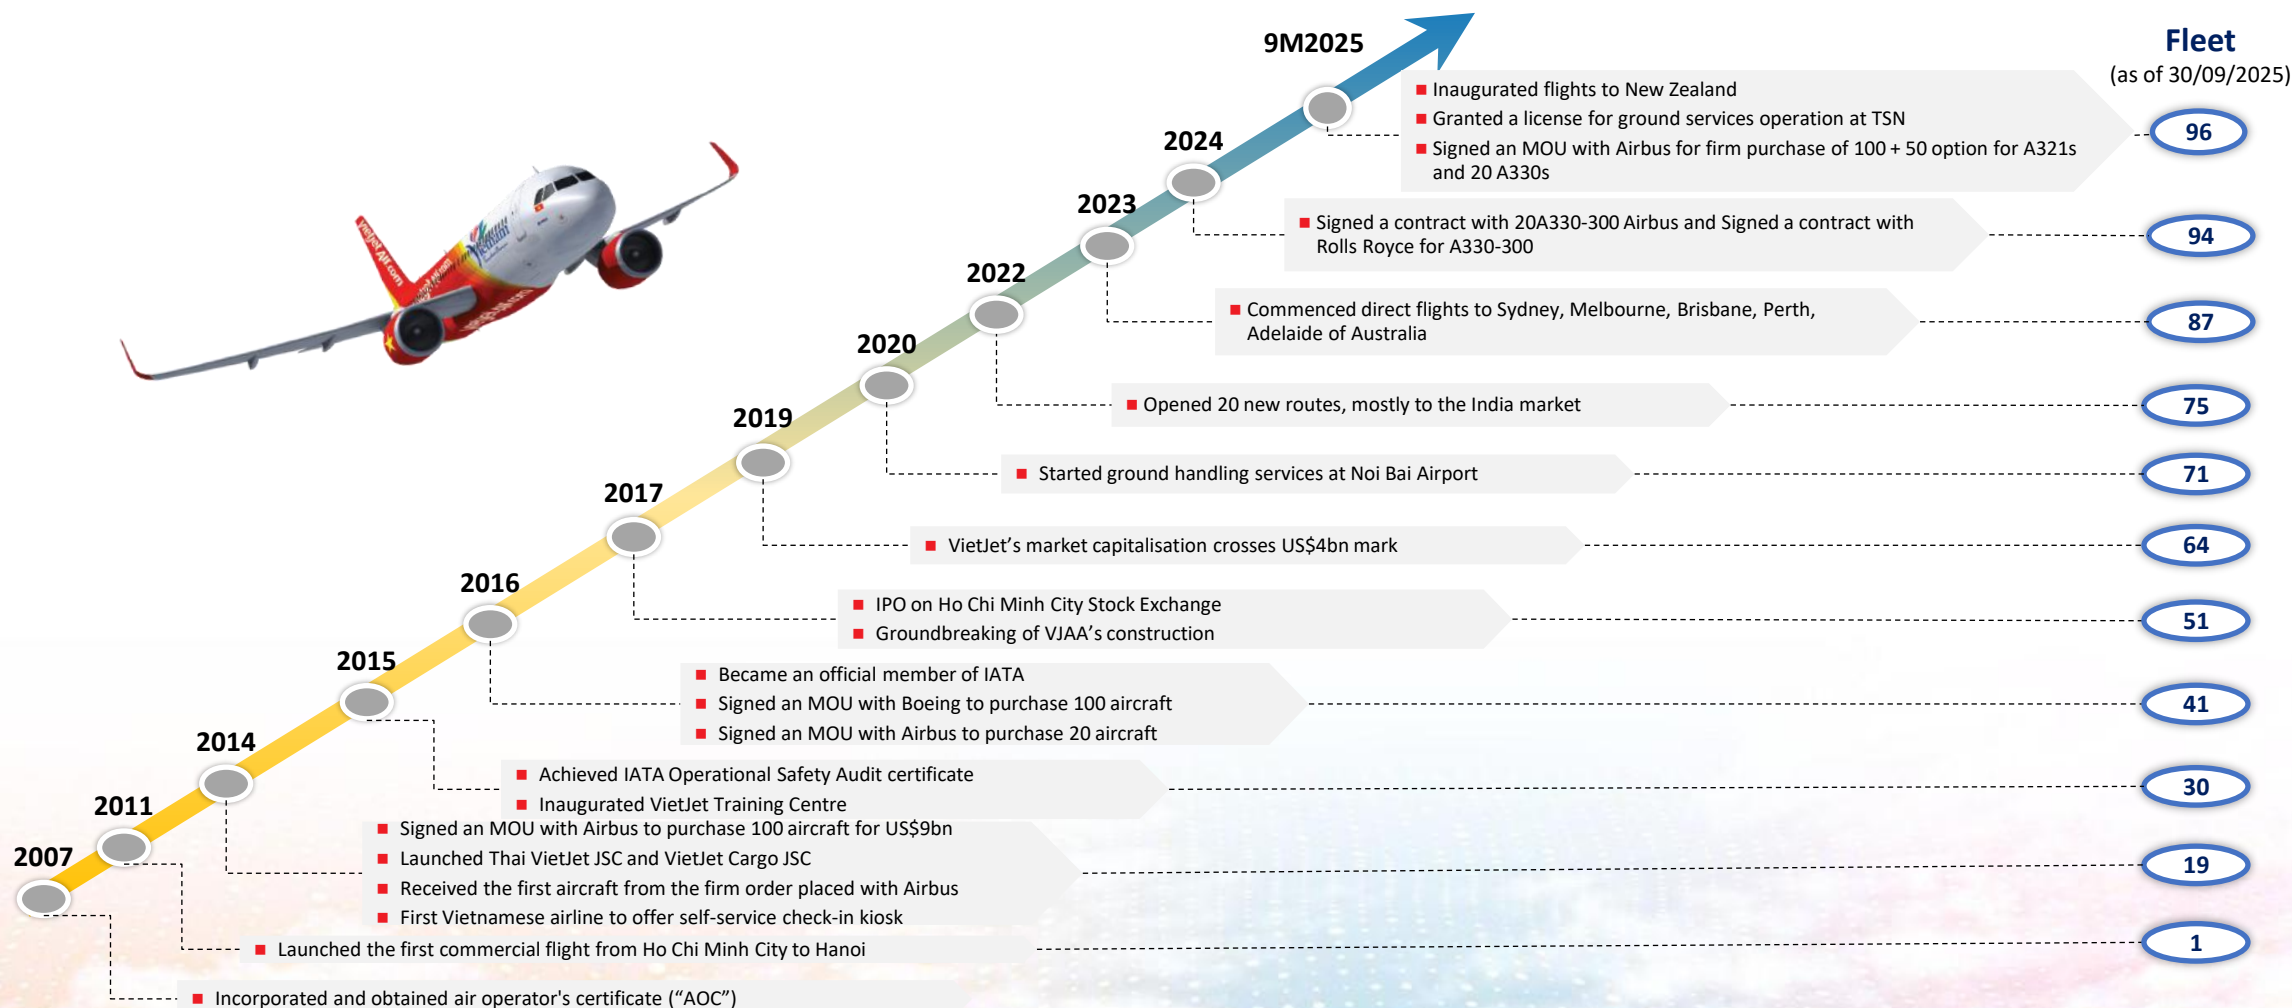 9M2025
Fleet
(as of 30/09/2025)
Inaugurated flights to New Zealand
Granted a license for ground services operation at TSN
Signed an MOU with Airbus for firm purchase of 100 + 50 option for A321s
and 20 A330s
96
2024
Signed a contract with 20A330-300 Airbus and Signed a contract with
Rolls Royce for A330-300
94
2023
Commenced direct flights to Sydney, Melbourne, Brisbane, Perth,
Adelaide of Australia
87
2022
Opened 20 new routes, mostly to the India market
75
2020
Started ground handling services at Noi Bai Airport
71
2019
VietJet’s market capitalisation crosses US$4bn mark
64
2017
IPO on Ho Chi Minh City Stock Exchange
Groundbreaking of VJAA’s construction
51
2016
Became an official member of IATA
Signed an MOU with Boeing to purchase 100 aircraft
Signed an MOU with Airbus to purchase 20 aircraft
41
2015
Achieved IATA Operational Safety Audit certificate
Inaugurated VietJet Training Centre
30
2014
Signed an MOU with Airbus to purchase 100 aircraft for US$9bn
Launched Thai VietJet JSC and VietJet Cargo JSC
Received the first aircraft from the firm order placed with Airbus
First Vietnamese airline to offer self-service check-in kiosk
19
2011
Launched the first commercial flight from Ho Chi Minh City to Hanoi
1
2007
Incorporated and obtained air operator's certificate (“AOC”)
vietjetAir.com
Vietnam
vietjetAir.com